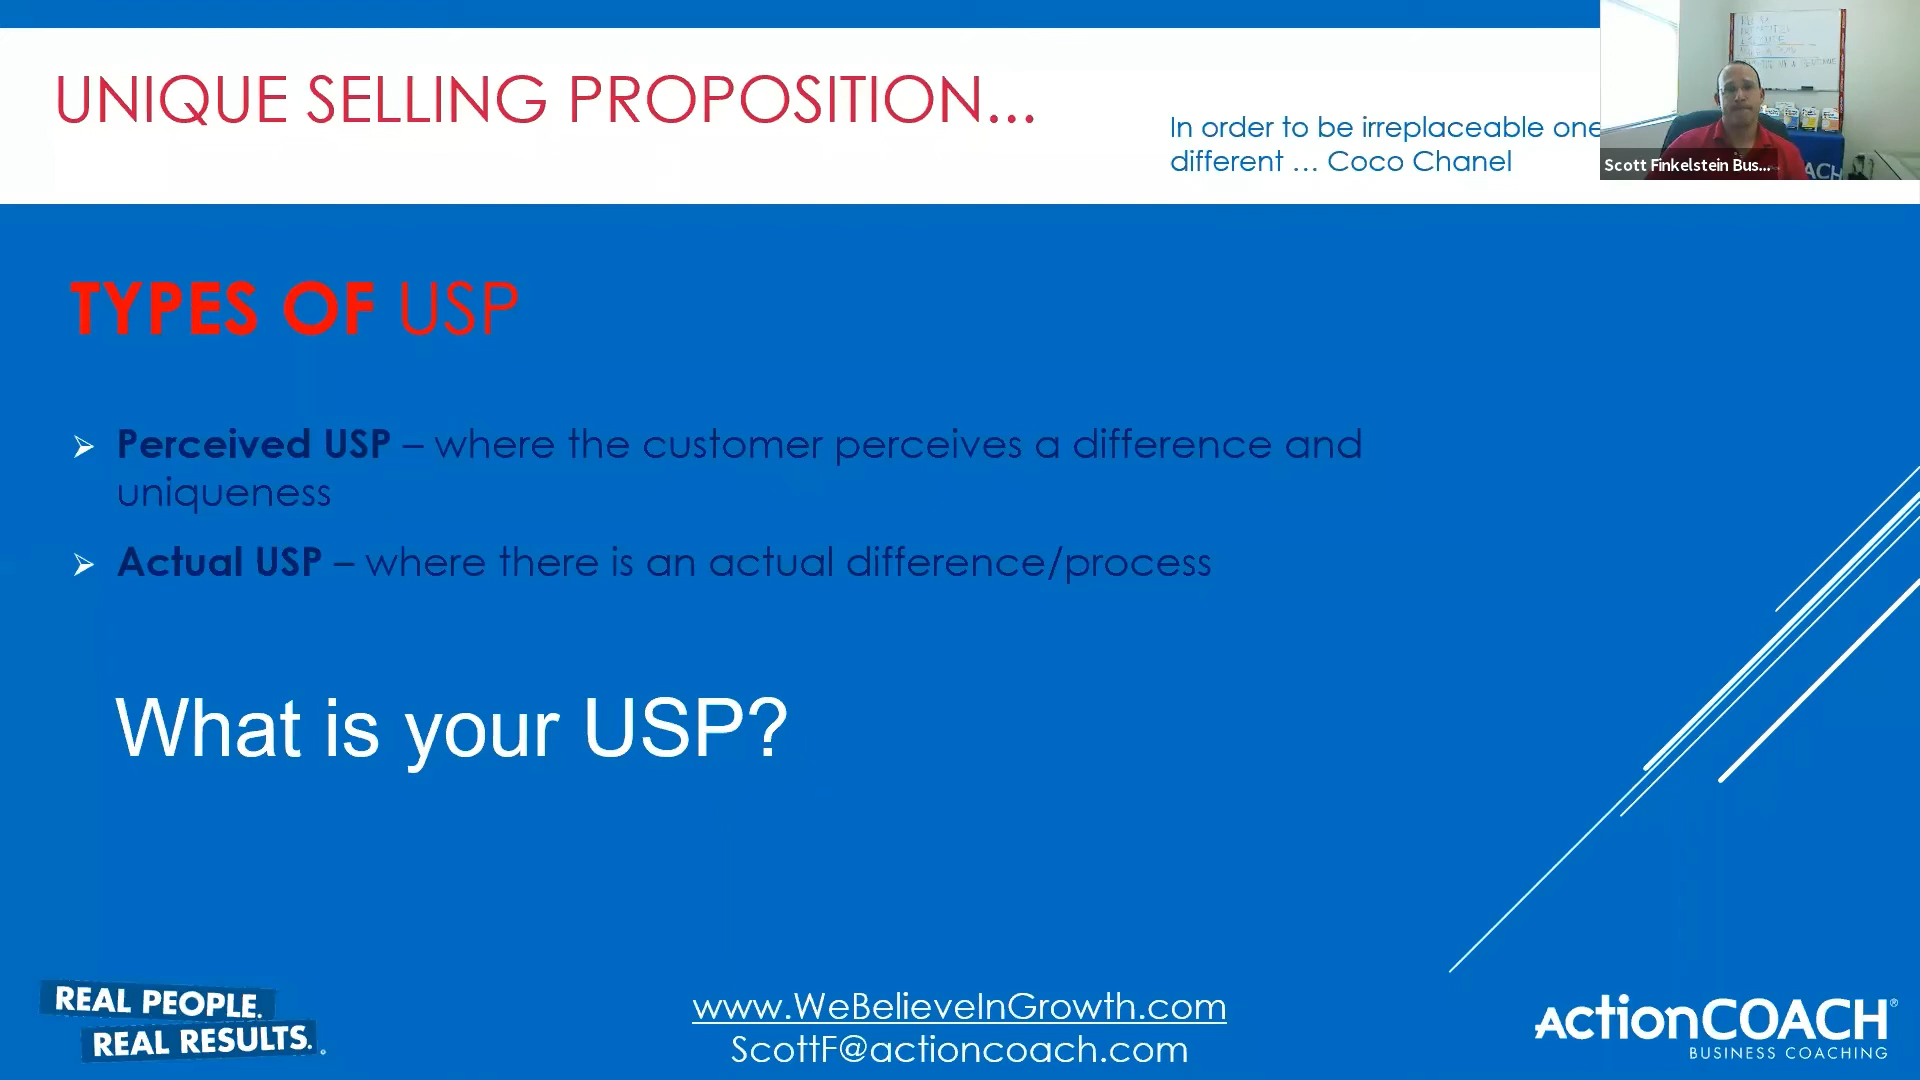 UNIQUE SELLING PROPOSITION...
In order to be irreplaceable one
different ... Coco Chanel
Scott Finkelstein Bus...
ACH
TYPES OF USP
➢ Perceived USP – where the customer perceives a difference and
uniqueness
➢ Actual USP – where there is an actual difference/process
What is your USP?
REAL PEOPLE.
REAL RESULTS.
www.WeBelieveInGrowth.com
ScottF@actioncoach.com
ActionCOACH®
BUSINESS COACHING